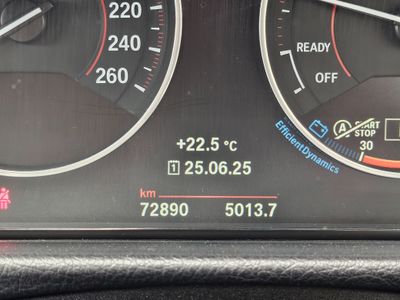 220
240
260
READY
OFF
A START
STOP
30
EfficientDynamics
+22.5 °C
1 25.06.25
km
72890 5013.7